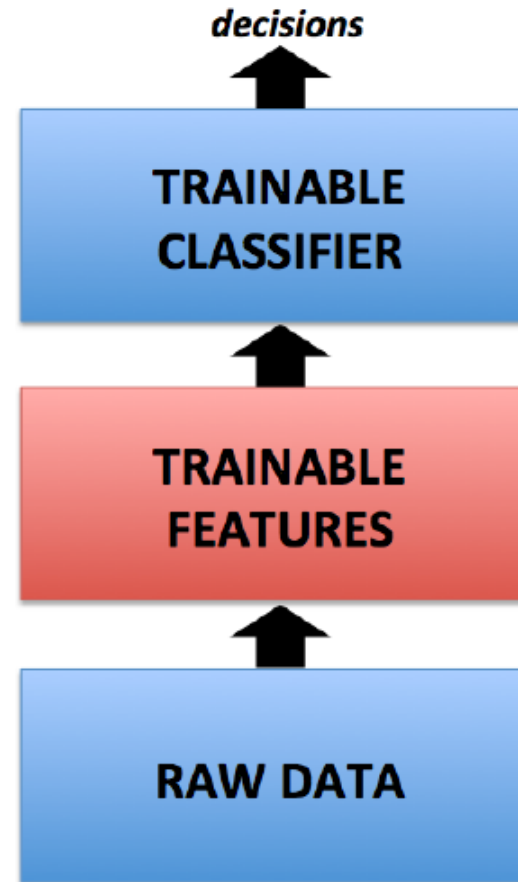 decisions
TRAINABLE
CLASSIFIER
TRAINABLE
FEATURES
RAW DATA